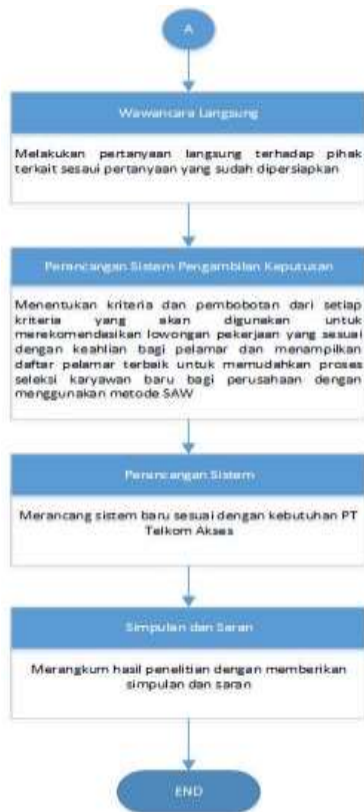 A
Wawancara Langsung
Melakukan pertanyaan langsung terhadap pihak
terkait sesaui pertanyaan yang sudah dipersiapkan
Perancangan Sistem Pengambilan Keputusan
Menentukan kriteria dan pembobotan dari setiap
kriteria yang akan digunakan untuk
merekomendasikan lowongan pekerjaan yang sesuai
dengan keahlian bagi pelamar dan menampilkan
daftar pelamar terbaik untuk memudahkan proses
seleksi karyawan baru bagi perusahaan dengan
menggunakan metode SAW
Perancangan Sistem
Merancang sistem baru sesuai dengan kebutuhan PT
Telkom Akses
Simpulan dan Saran
Merangkum hasil penelitian dengan memberikan
simpulan dan saran
END